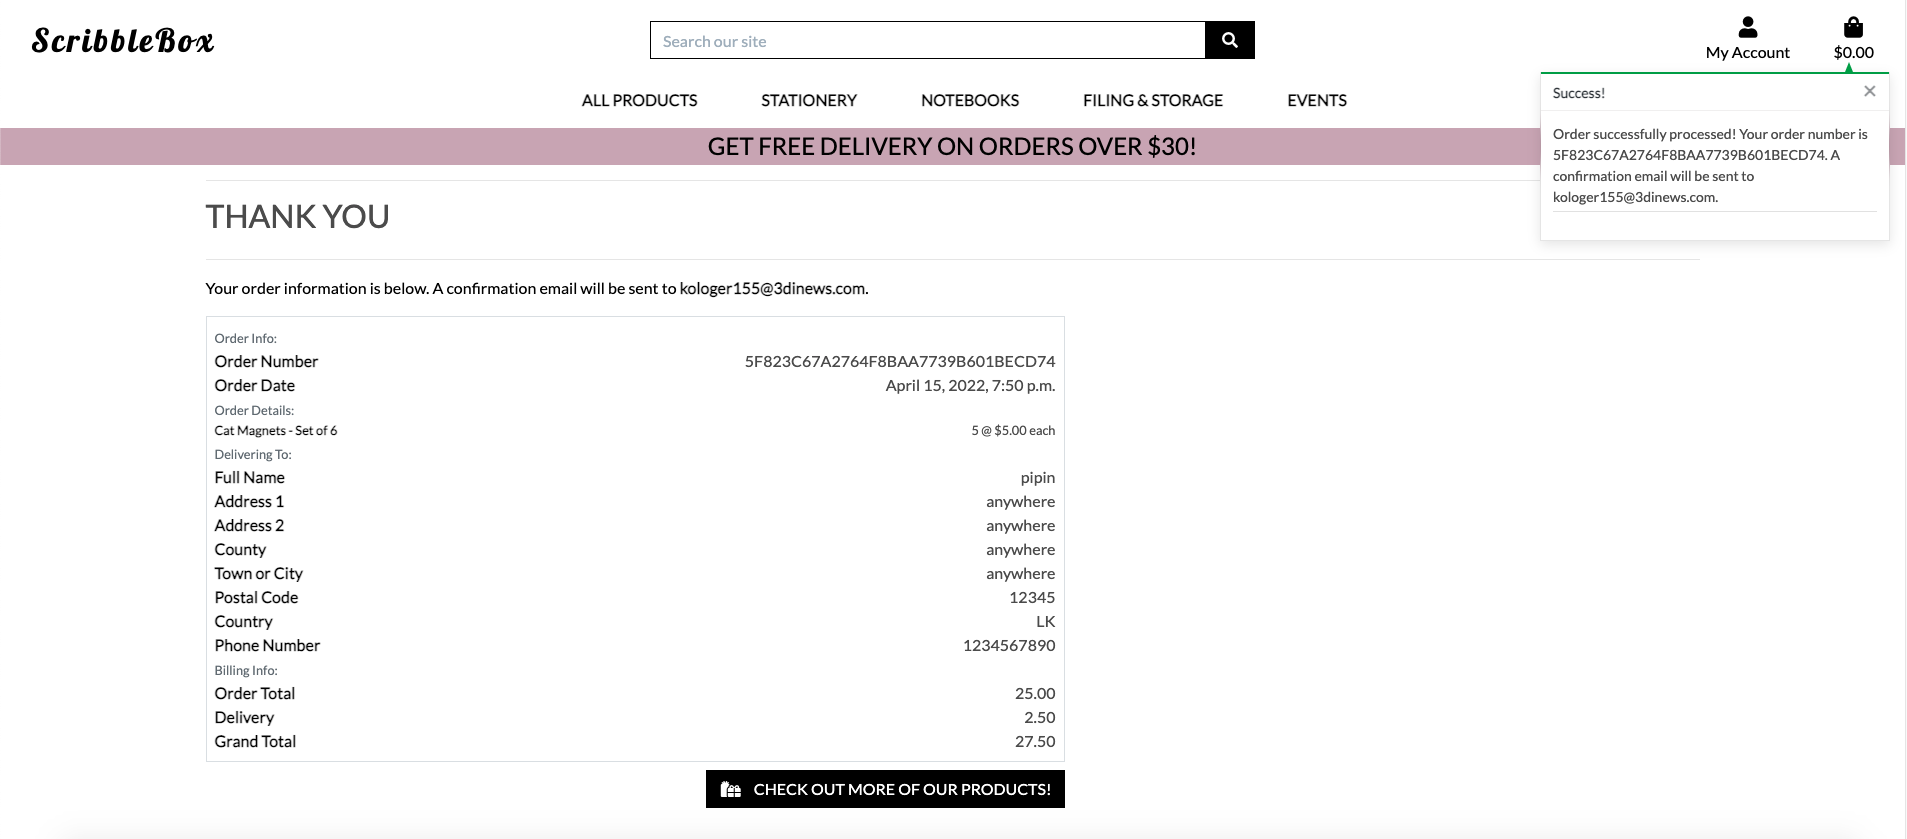 ScribbleBox
Search our site
My Account
$0.00
ALL PRODUCTS STATIONERY NOTEBOOKS FILING & STORAGE EVENTS
Success!
Order successfully processed! Your order number is
5F823C67A2764F8BAA7739B601BECD74. A
confirmation email will be sent to
kologer155@3dinews.com.
GET FREE DELIVERY ON ORDERS OVER $30!
THANK YOU
Your order information is below. A confirmation email will be sent to kologer155@3dinews.com.
Order Info:
Order Number 5F823C67A2764F8BAA7739B601BECD74
Order Date April 15, 2022, 7:50 p.m.
Order Details:
Cat Magnets - Set of 6 5 @ $5.00 each
Delivering To:
Full Name pipin
Address 1 anywhere
Address 2 anywhere
County anywhere
Town or City anywhere
Postal Code 12345
Country LK
Phone Number 1234567890
Billing Info:
Order Total 25.00
Delivery 2.50
Grand Total 27.50
CHECK OUT MORE OF OUR PRODUCTS!